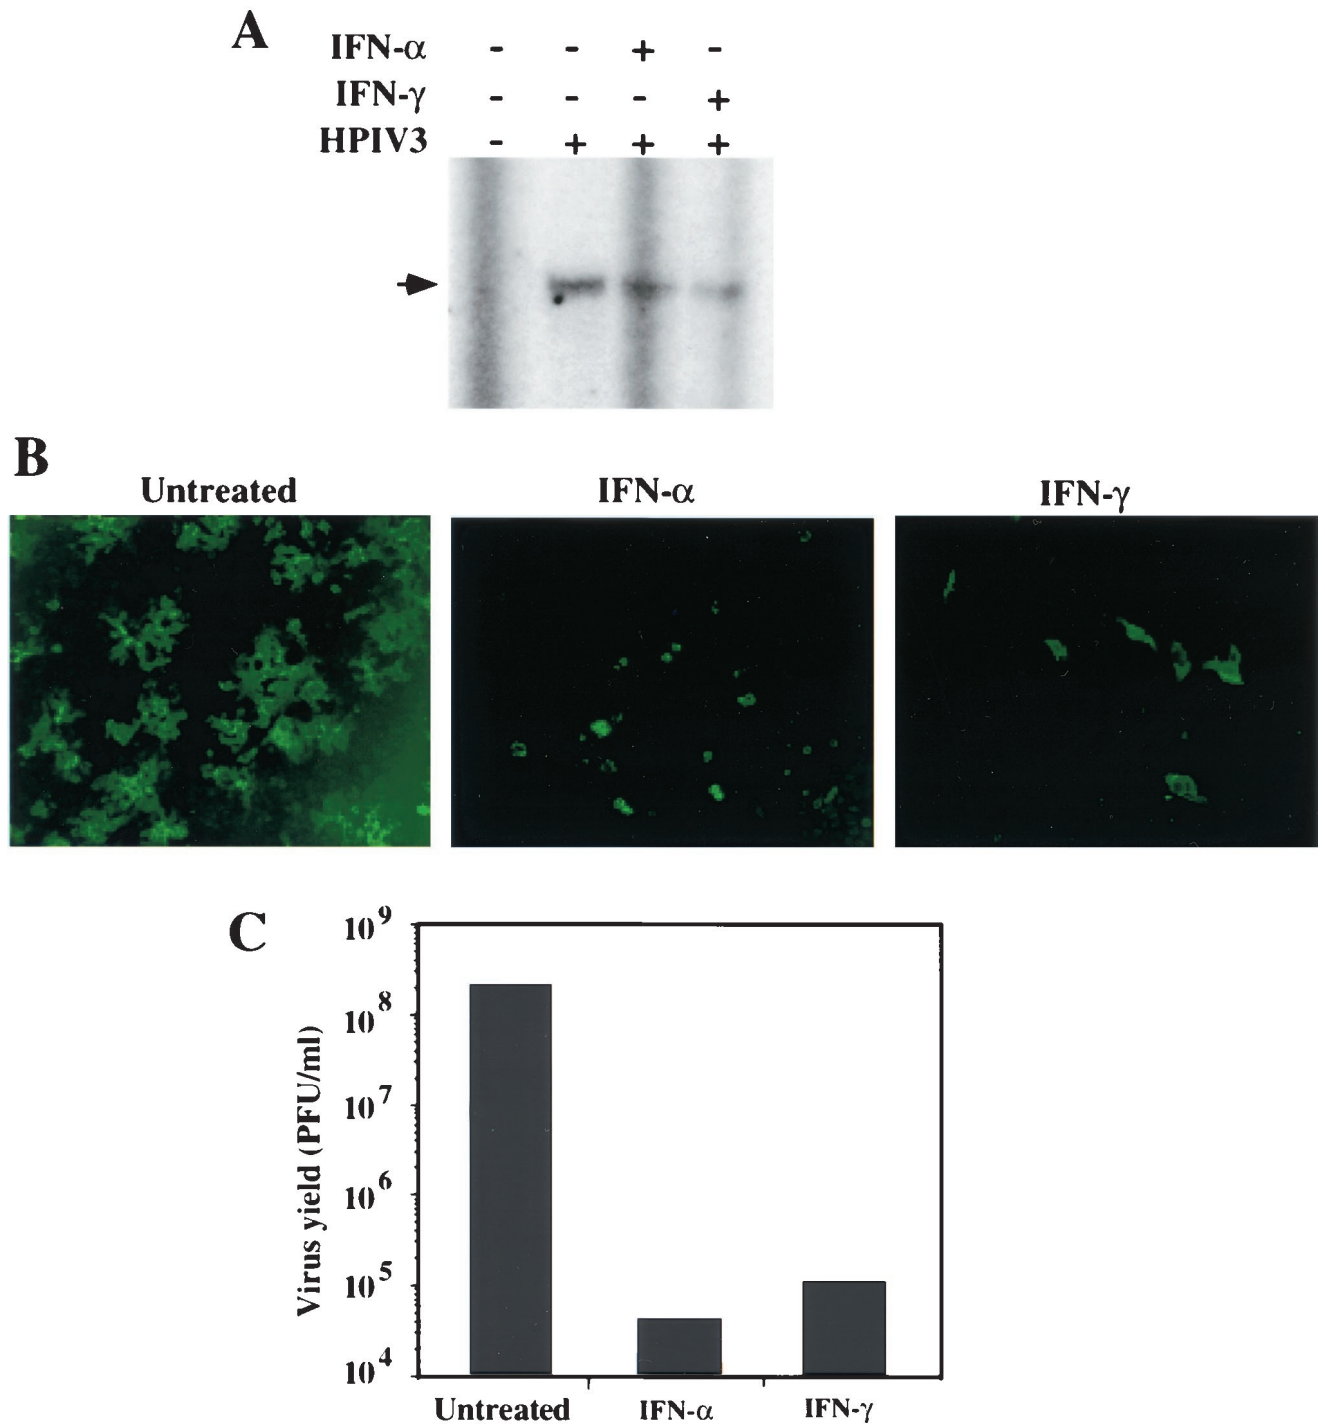 A
IFN-α - - + -
IFN-γ - - - +
HPIV3 - + + +
B
Untreated IFN-α IFN-γ
C
10^9
10^8
10^7
10^6
10^5
10^4
Virus yield (PFU/ml)
Untreated IFN-α IFN-γ